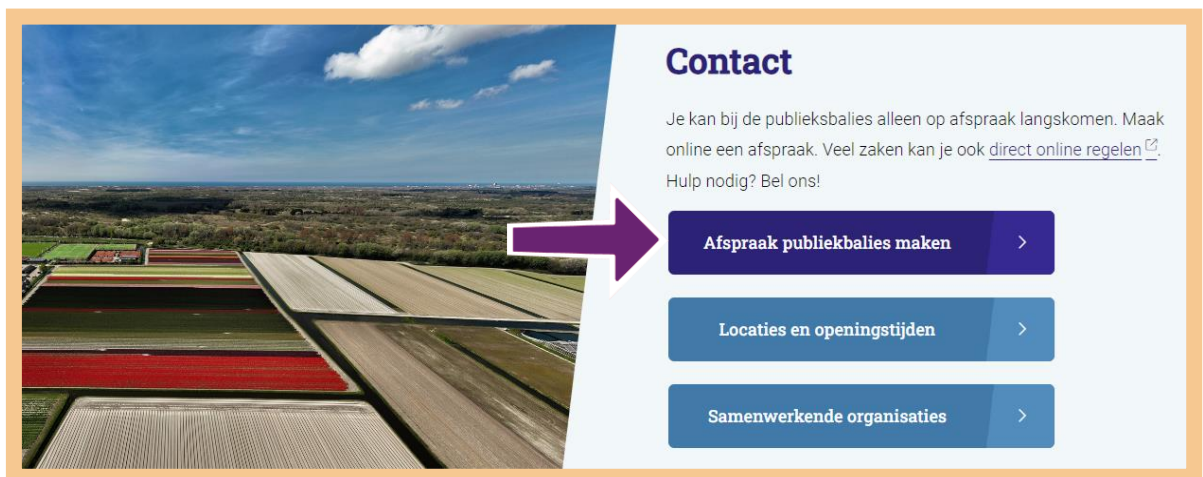 Contact
Je kan bij de publieksbalies alleen op afspraak langskomen. Maak
online een afspraak. Veel zaken kan je ook direct online regelen.
Hulp nodig? Bel ons!
Afspraak publiekbalies maken
Locaties en openingstijden
Samenwerkende organisaties